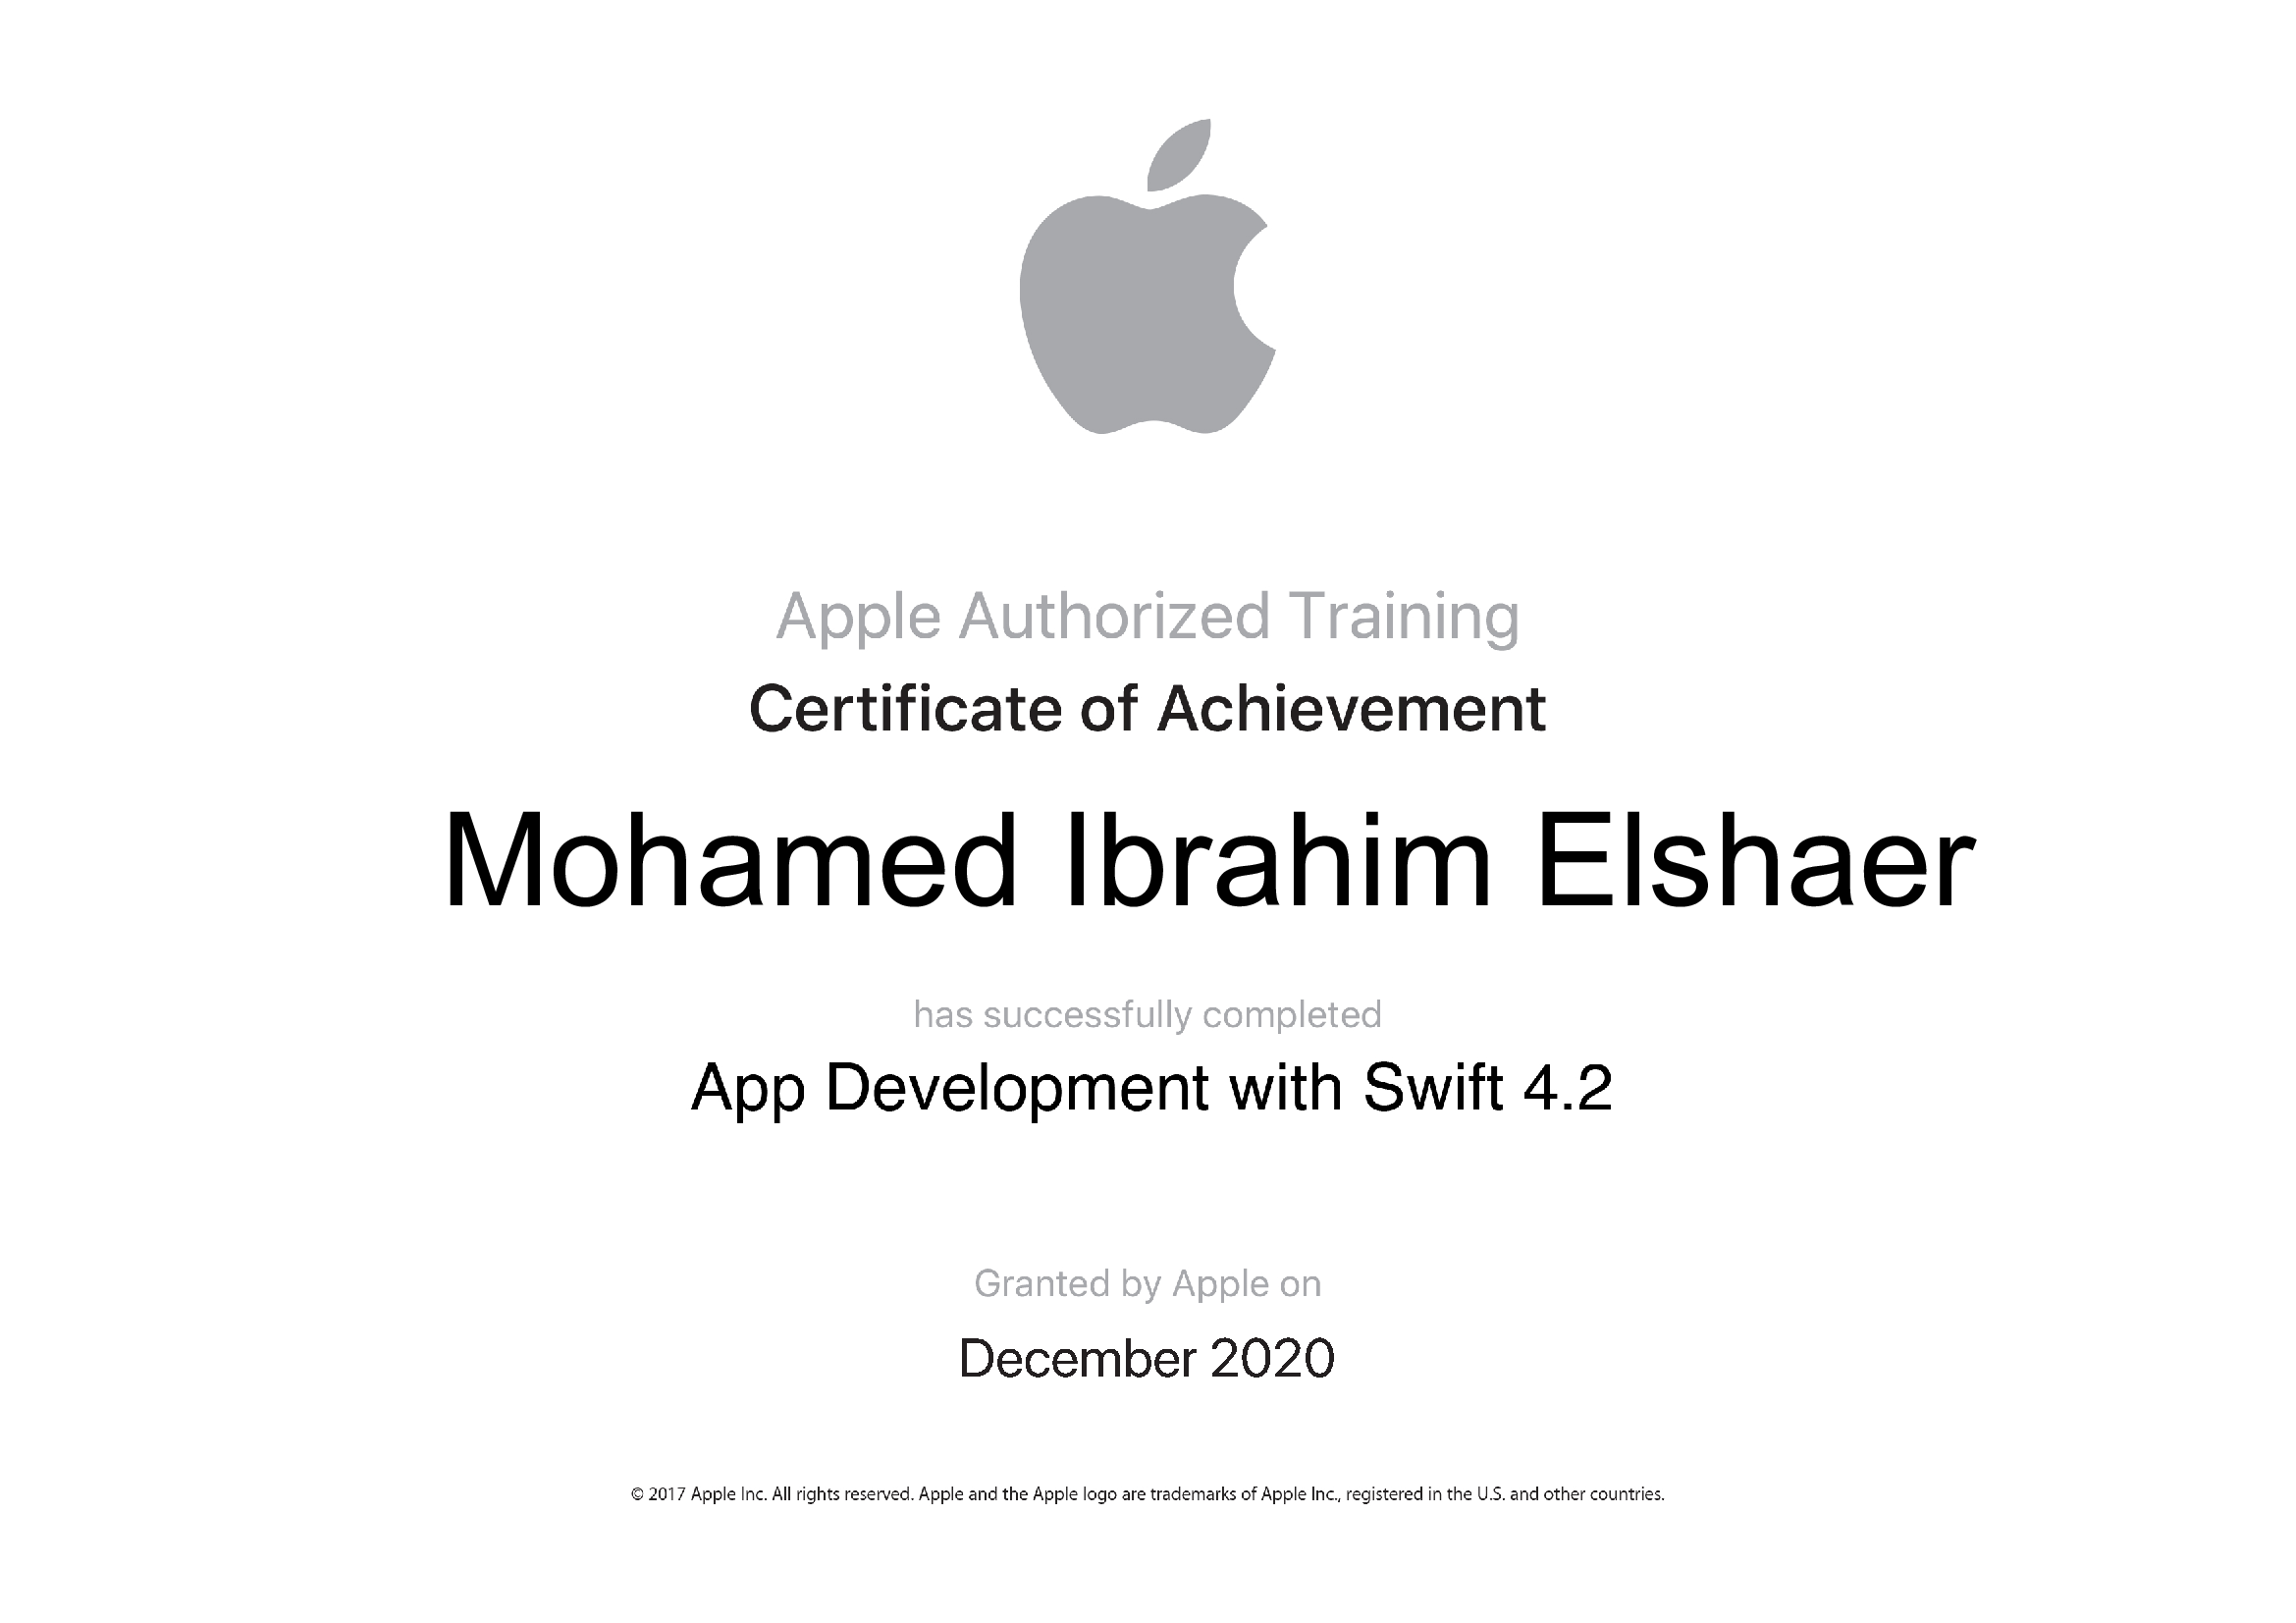 Apple Authorized Training
Certificate of Achievement
Mohamed Ibrahim Elshaer
has successfully completed
App Development with Swift 4.2
Granted by Apple on
December 2020
© 2017 Apple Inc. All rights reserved. Apple and the Apple logo are trademarks of Apple Inc., registered in the U.S. and other countries.